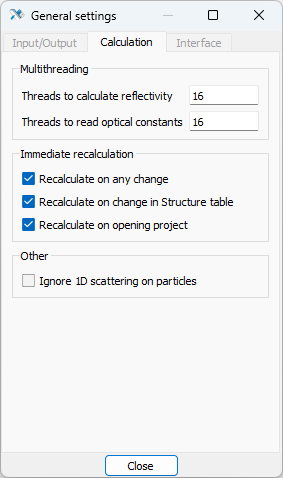 General settings
Input/Output Calculation Interface
Multithreading
Threads to calculate reflectivity 16
Threads to read optical constants 16
Immediate recalculation
Recalculate on any change
Recalculate on change in Structure table
Recalculate on opening project
Other
Ignore 1D scattering on particles
Close